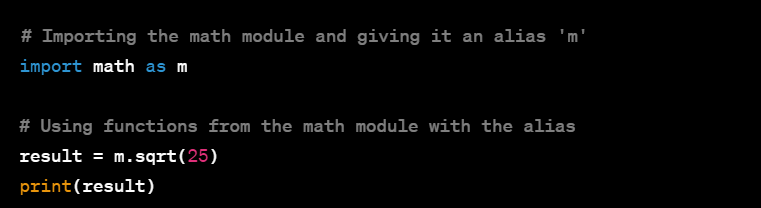 # Importing the math module and giving it an alias 'm'
import math as m
# Using functions from the math module with the alias
result = m.sqrt(25)
print(result)